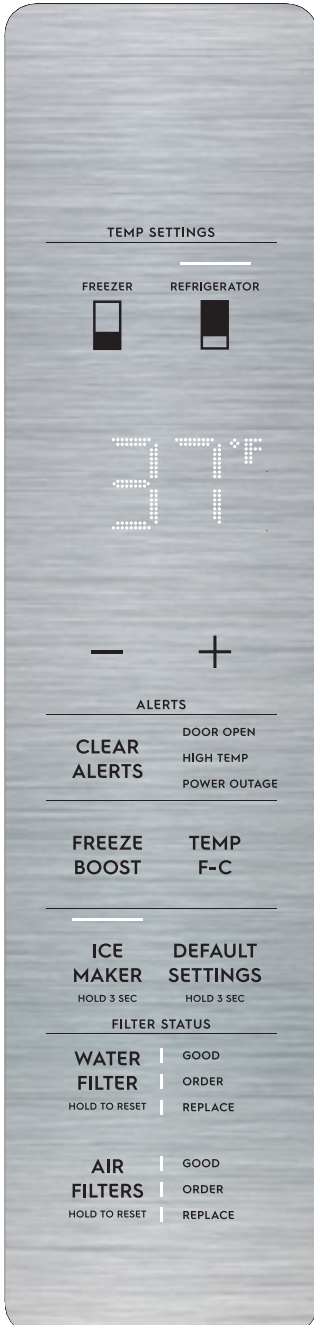 TEMP SETTINGS
FREEZER REFRIGERATOR
37°F
− +
ALERTS
CLEAR
ALERTS
DOOR OPEN
HIGH TEMP
POWER OUTAGE
FREEZE
BOOST
TEMP
F-C
ICE
MAKER
HOLD 3 SEC
DEFAULT
SETTINGS
HOLD 3 SEC
FILTER STATUS
WATER
FILTER
HOLD TO RESET
GOOD
ORDER
REPLACE
AIR
FILTERS
HOLD TO RESET
GOOD
ORDER
REPLACE